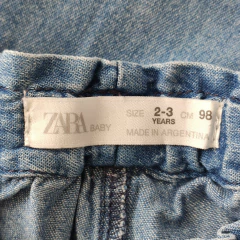 ZARA BABY
SIZE 2-3 YEARS CM 98
MADE IN ARGENTINA